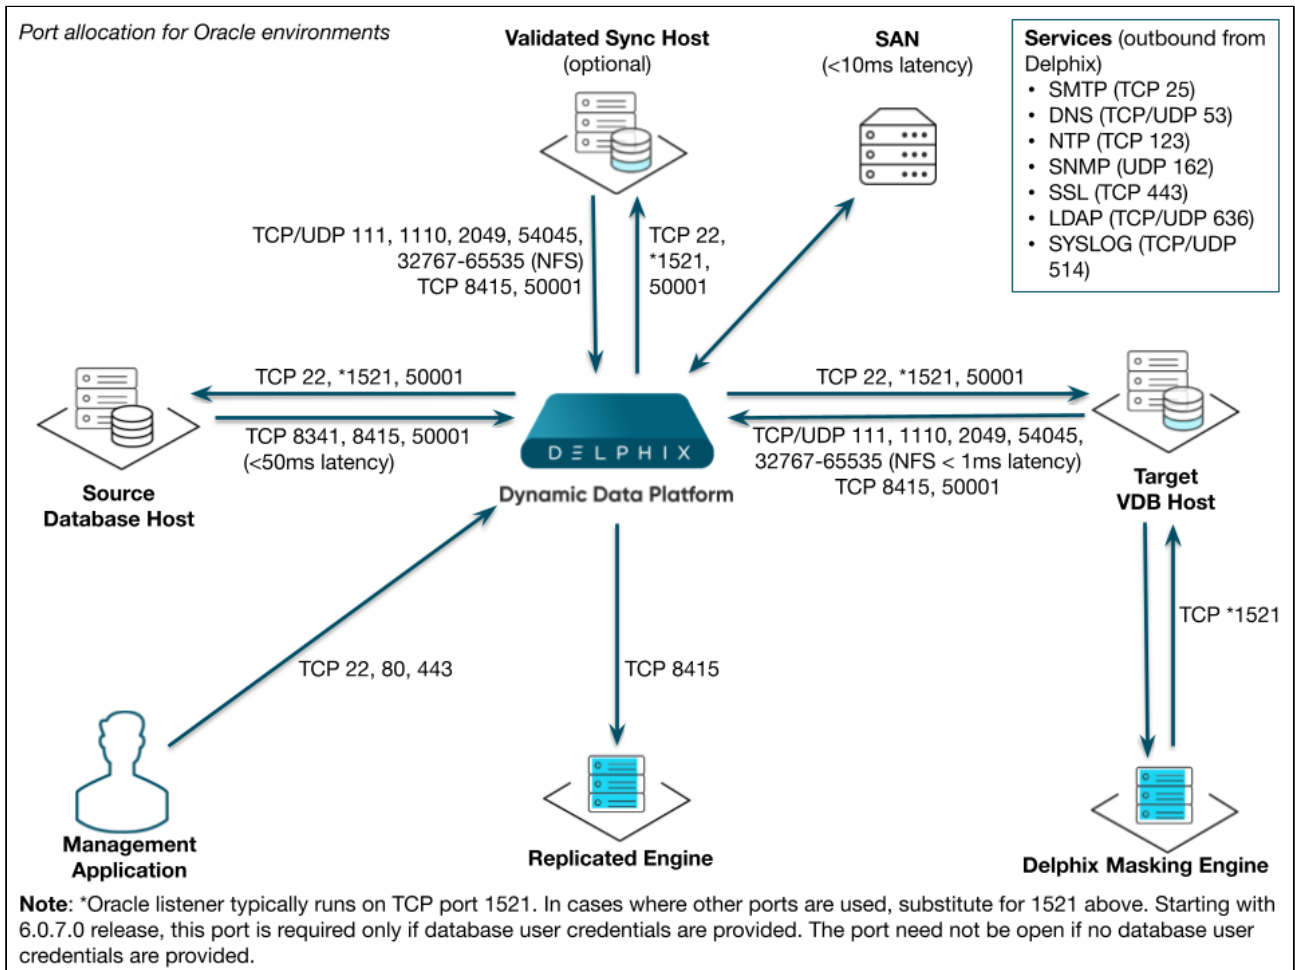 Port allocation for Oracle environments
Validated Sync Host
(optional)
SAN
(<10ms latency)
Services (outbound from
Delphix)
• SMTP (TCP 25)
• DNS (TCP/UDP 53)
• NTP (TCP 123)
• SNMP (UDP 162)
• SSL (TCP 443)
• LDAP (TCP/UDP 636)
• SYSLOG (TCP/UDP
514)
TCP/UDP 111, 1110, 2049, 54045,
32767-65535 (NFS)
TCP 8415, 50001
TCP 22,
*1521,
50001
TCP 22, *1521, 50001
TCP 8341, 8415, 50001
(<50ms latency)
Source
Database Host
DELPHIX
Dynamic Data Platform
TCP 22, *1521, 50001
TCP/UDP 111, 1110, 2049, 54045,
32767-65535 (NFS < 1ms latency)
TCP 8415, 50001
Target
VDB Host
TCP 22, 80, 443
TCP 8415
TCP *1521
Management
Application
Replicated Engine
Delphix Masking Engine
Note: *Oracle listener typically runs on TCP port 1521. In cases where other ports are used, substitute for 1521 above. Starting with
6.0.7.0 release, this port is required only if database user credentials are provided. The port need not be open if no database user
credentials are provided.